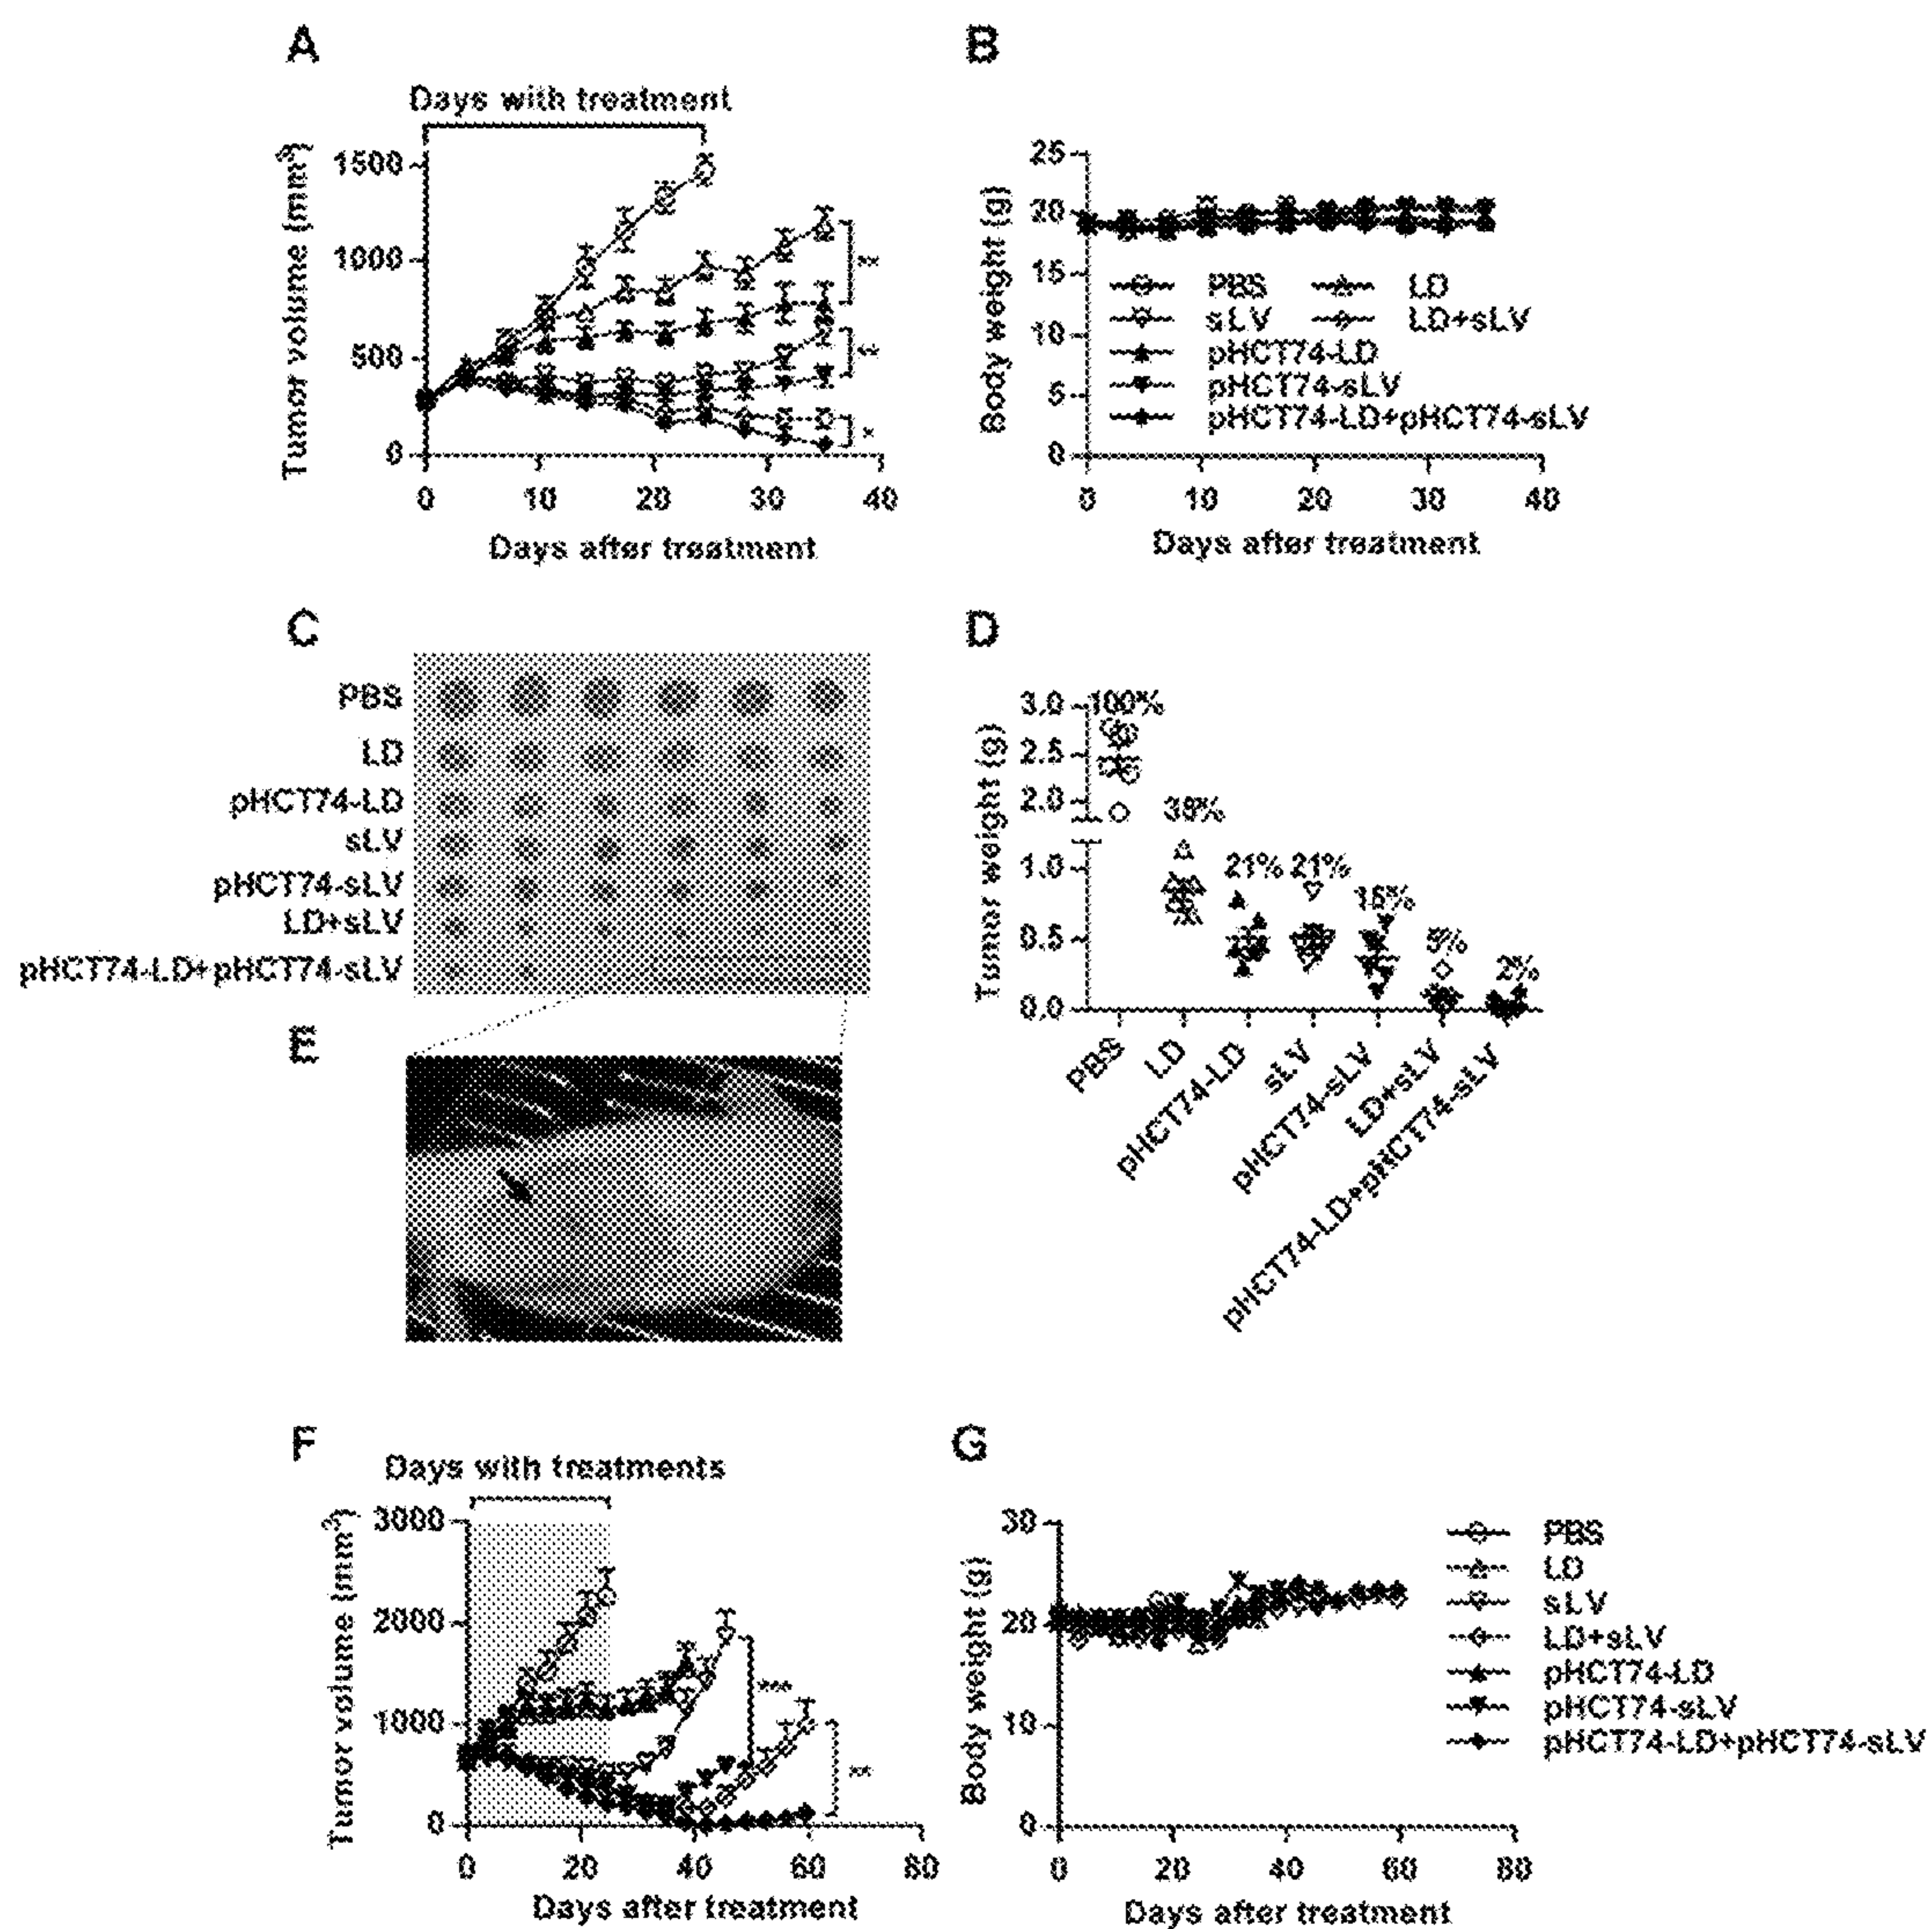 A
Days with treatment
Tumor volume (mm³)
1500
1000
500
0
0 10 20 30 40
Days after treatment
B
Body weight (g)
25
20
15
10
5
0
PBS LD
sLV LD+sLV
pHCT74-LD
pHCT74-sLV
pHCT74-LD+pHCT74-sLV
0 10 20 30 40
Days after treatment
C
PBS
LD
pHCT74-LD
sLV
pHCT74-sLV
LD+sLV
pHCT74-LD+pHCT74-sLV
D
Tumor weight (g)
3.0
2.5
2.0
1.0
0.5
0.0
100%
21% 21%
15%
2%
PBS
LD
pHCT74-LD
sLV
pHCT74-sLV
LD+sLV
pHCT74-LD+pHCT74-sLV
E
F
Days with treatments
Tumor volume (mm³)
3000
2000
1000
0
0 20 40 60 80
Days after treatment
G
Body weight (g)
30
20
10
0
0 20 40 60 80
Days after treatment
PBS
LD
sLV
LD+sLV
pHCT74-LD
pHCT74-sLV
pHCT74-LD+pHCT74-sLV